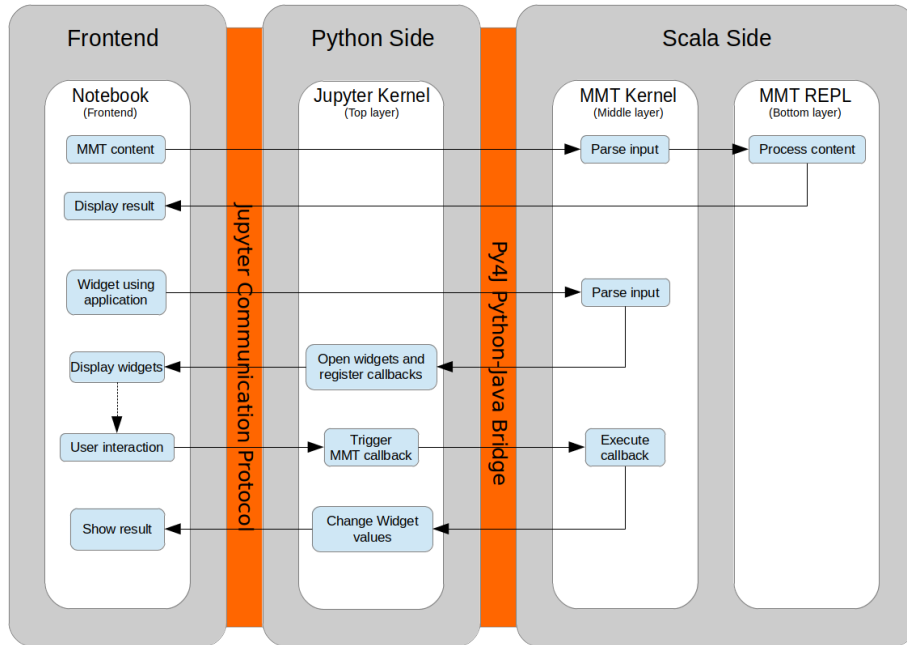 Frontend
Python Side
Scala Side
Notebook
(Frontend)
Jupyter Kernel
(Top layer)
MMT Kernel
(Middle layer)
MMT REPL
(Bottom layer)
MMT content
Parse input
Process content
Display result
Jupyter Communication Protocol
Py4J Python-Java Bridge
Widget using
application
Parse input
Display widgets
Open widgets and
register callbacks
User interaction
Trigger
MMT callback
Execute
callback
Show result
Change Widget
values